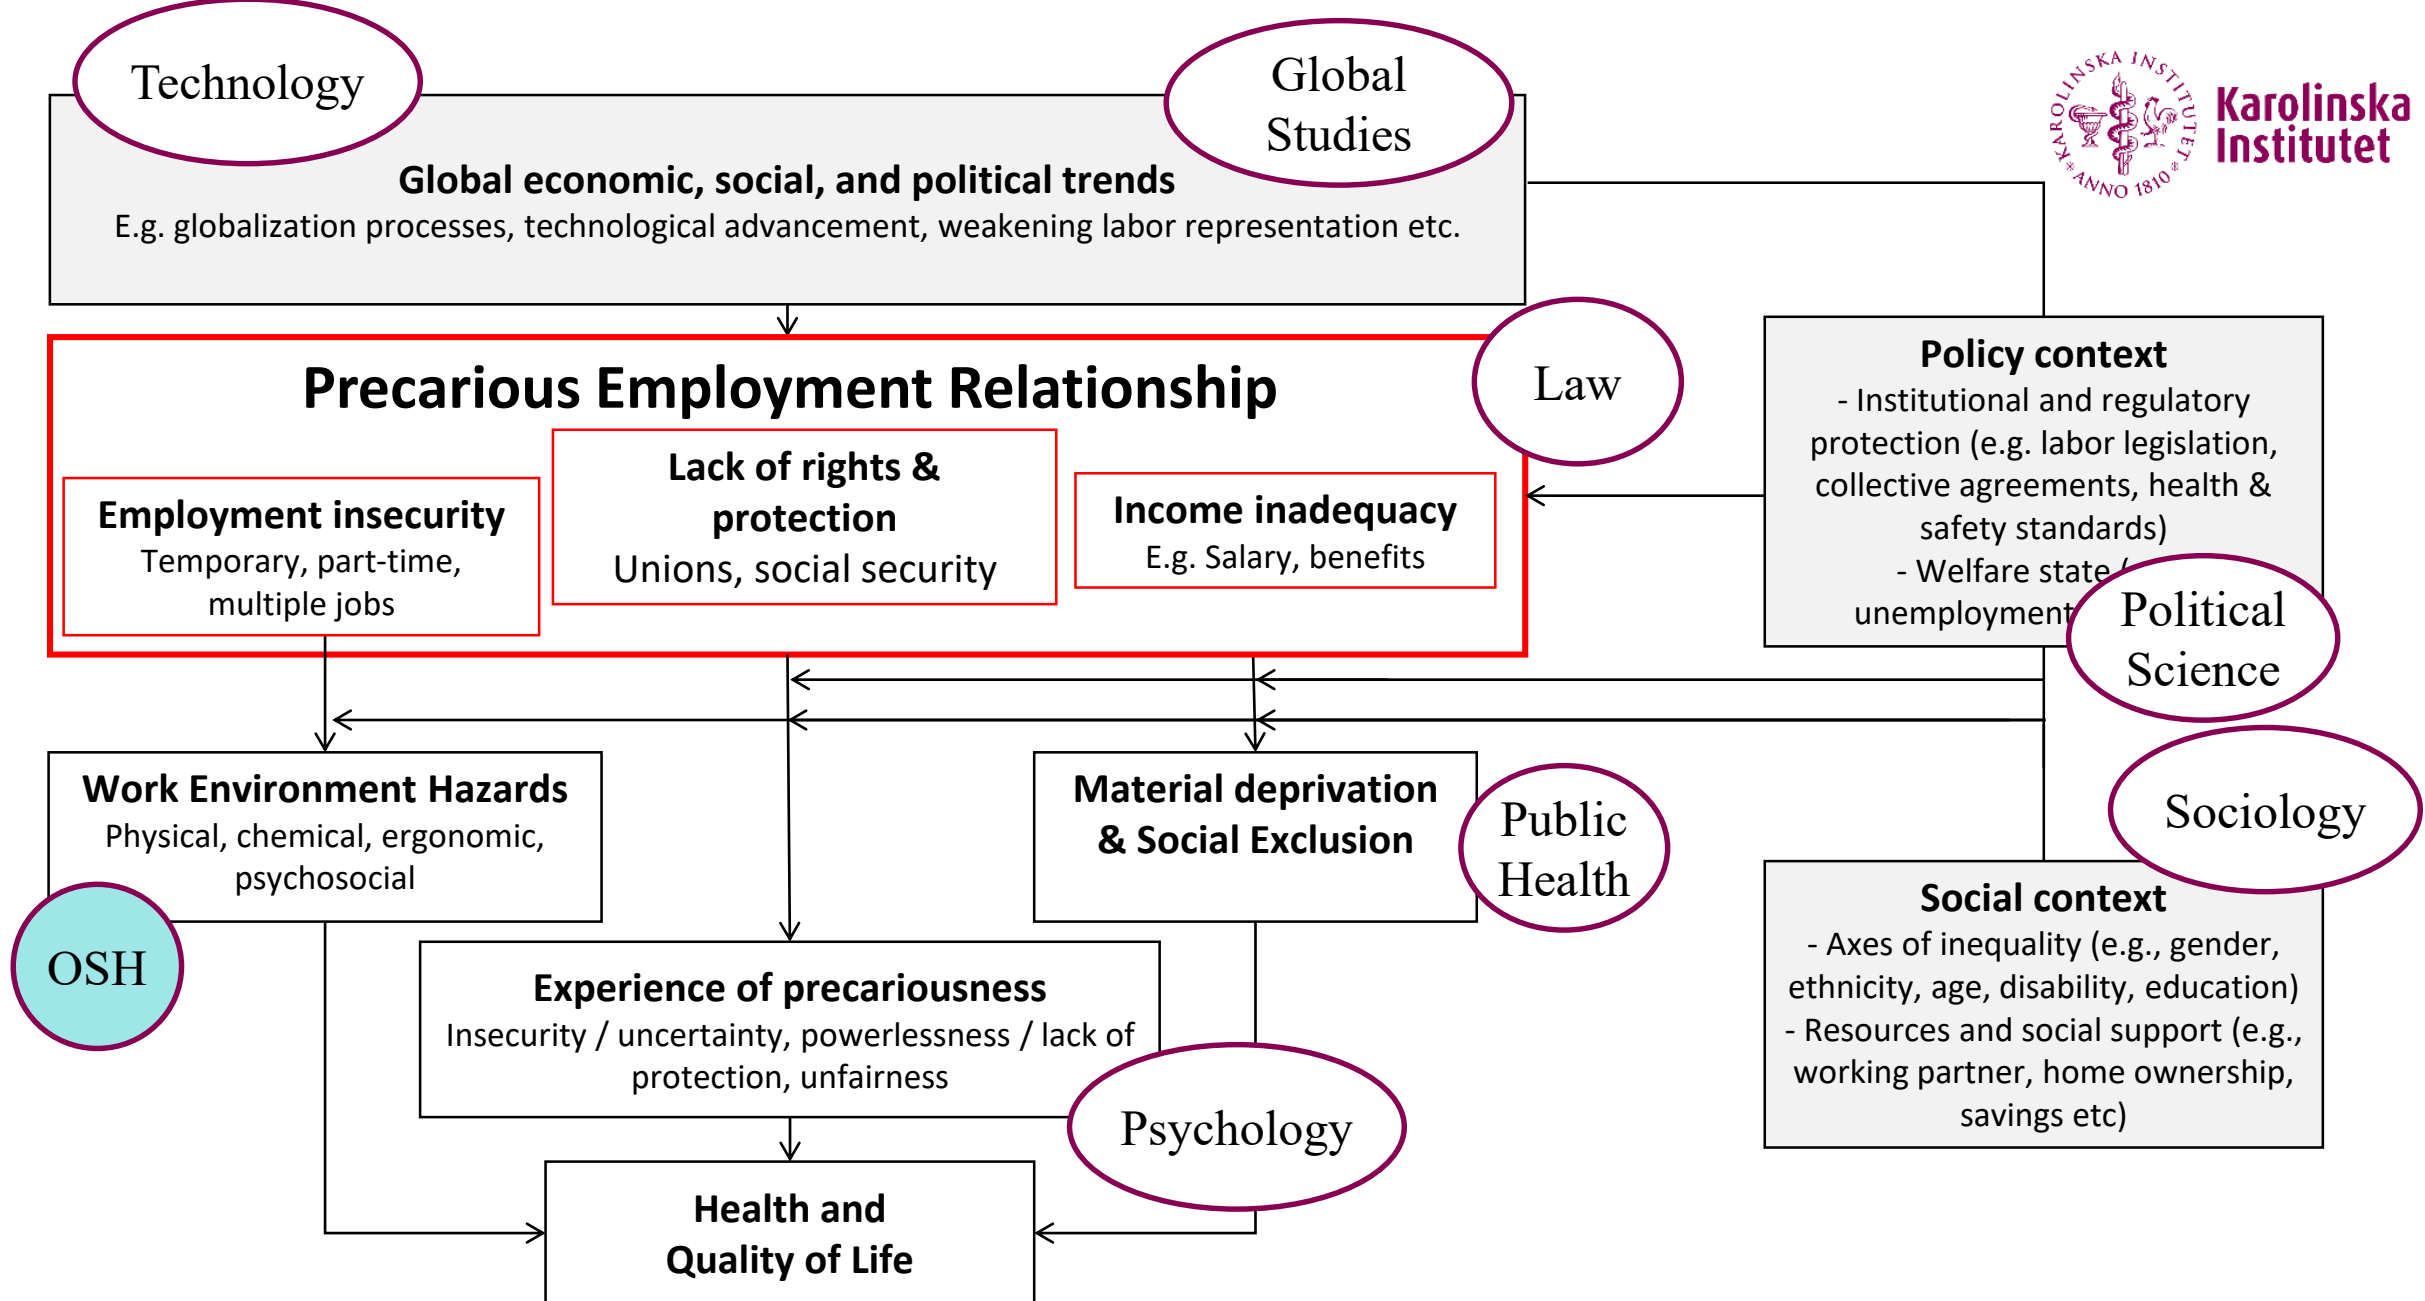 Technology
Global
Studies
KAROLINSKA INSTITUTET
ANNO 1810
Karolinska
Institutet
Global economic, social, and political trends
E.g. globalization processes, technological advancement, weakening labor representation etc.
Precarious Employment Relationship
Law
Employment insecurity
Temporary, part-time,
multiple jobs
Lack of rights &
protection
Unions, social security
Income inadequacy
E.g. Salary, benefits
Policy context
- Institutional and regulatory
protection (e.g. labor legislation,
collective agreements, health &
safety standards)
- Welfare state (
unemployment
Political
Science
Work Environment Hazards
Physical, chemical, ergonomic,
psychosocial
OSH
Material deprivation
& Social Exclusion
Public
Health
Sociology
Social context
- Axes of inequality (e.g., gender,
ethnicity, age, disability, education)
- Resources and social support (e.g.,
working partner, home ownership,
savings etc)
Experience of precariousness
Insecurity / uncertainty, powerlessness / lack of
protection, unfairness
Psychology
Health and
Quality of Life